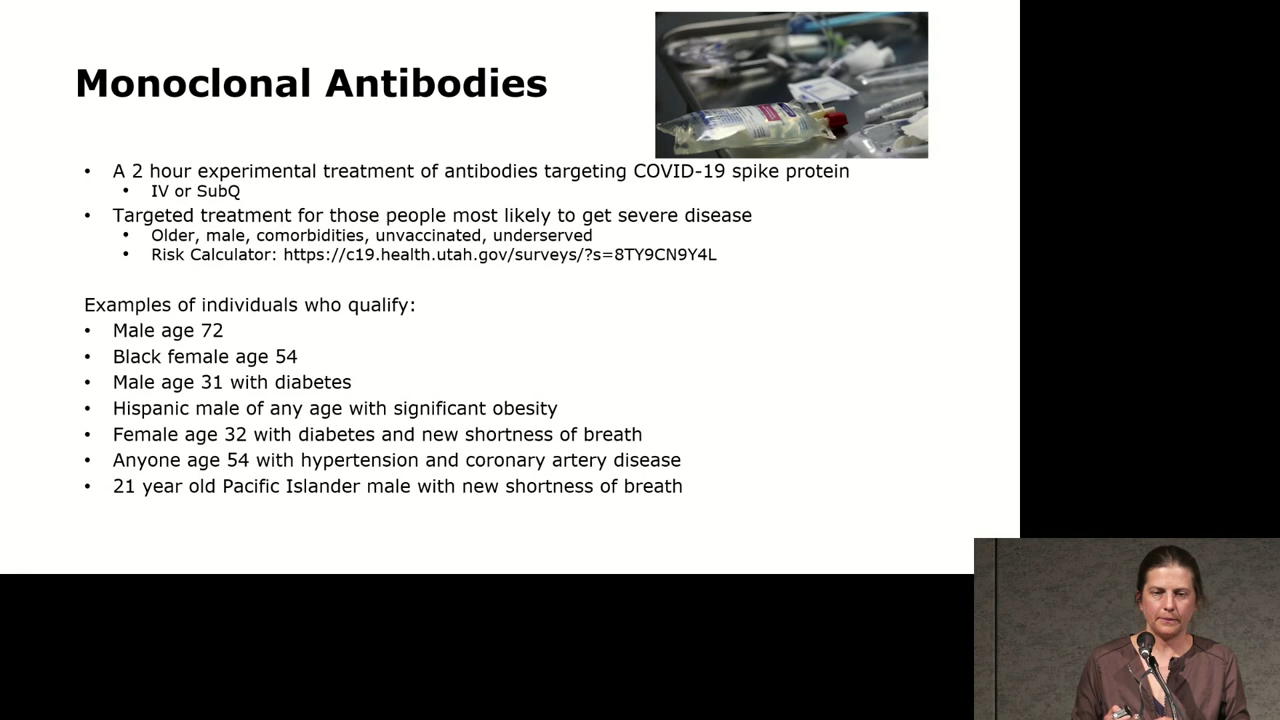 Monoclonal Antibodies
• A 2 hour experimental treatment of antibodies targeting COVID-19 spike protein
• IV or SubQ
• Targeted treatment for those people most likely to get severe disease
• Older, male, comorbidities, unvaccinated, underserved
• Risk Calculator: https://c19.health.utah.gov/surveys/?s=8TY9CN9Y4L
Examples of individuals who qualify:
• Male age 72
• Black female age 54
• Male age 31 with diabetes
• Hispanic male of any age with significant obesity
• Female age 32 with diabetes and new shortness of breath
• Anyone age 54 with hypertension and coronary artery disease
• 21 year old Pacific Islander male with new shortness of breath